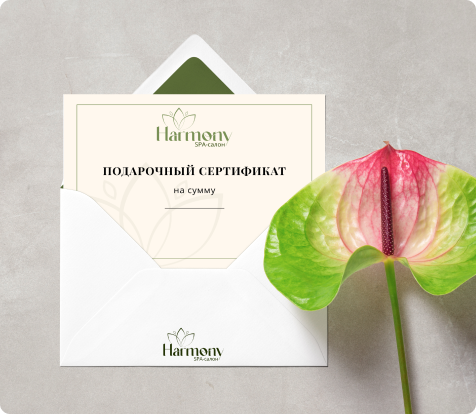 Harmony
SPA-салон
ПОДАРОЧНЫЙ СЕРТИФИКАТ
на сумму
Harmony
SPA-салон